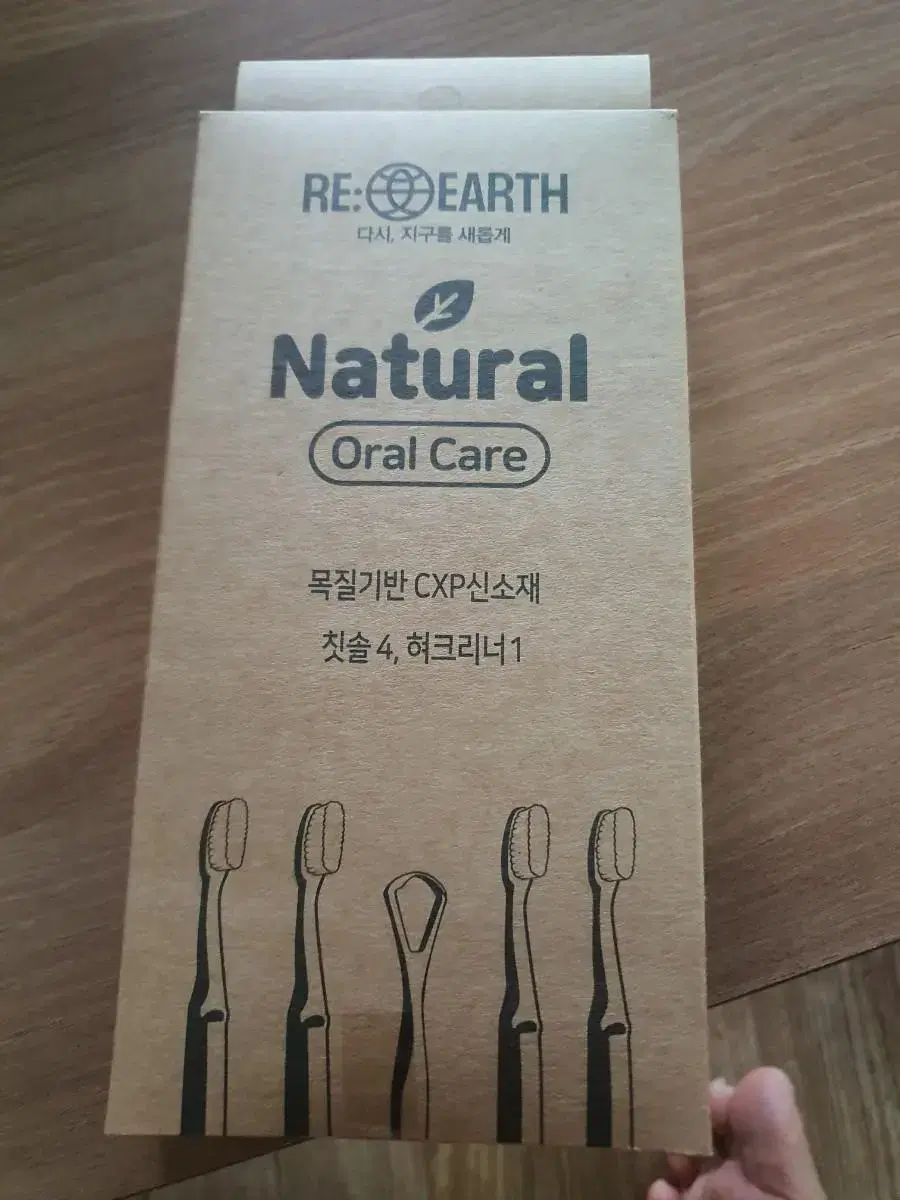 RE:EARTH
다시, 지구를 새롭게
Natural
Oral Care
목질기반 CXP신소재
칫솔 4, 혀크리너1